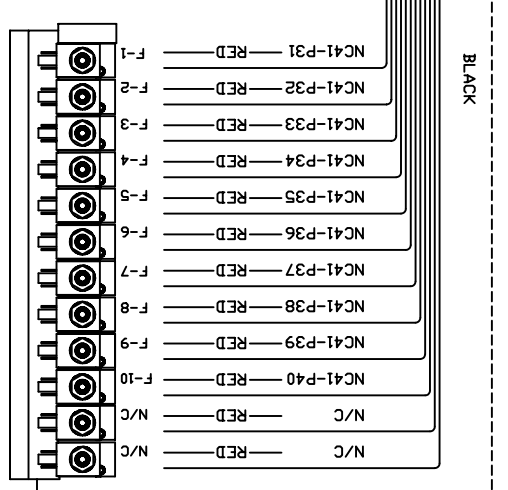 NC41-P31 RED F-1
NC41-P32 RED F-2
NC41-P33 RED F-3
NC41-P34 RED F-4
NC41-P35 RED F-5
NC41-P36 RED F-6
NC41-P37 RED F-7
NC41-P38 RED F-8
NC41-P39 RED F-9
NC41-P40 RED F-10
N/C RED N/C
N/C RED N/C
BLACK